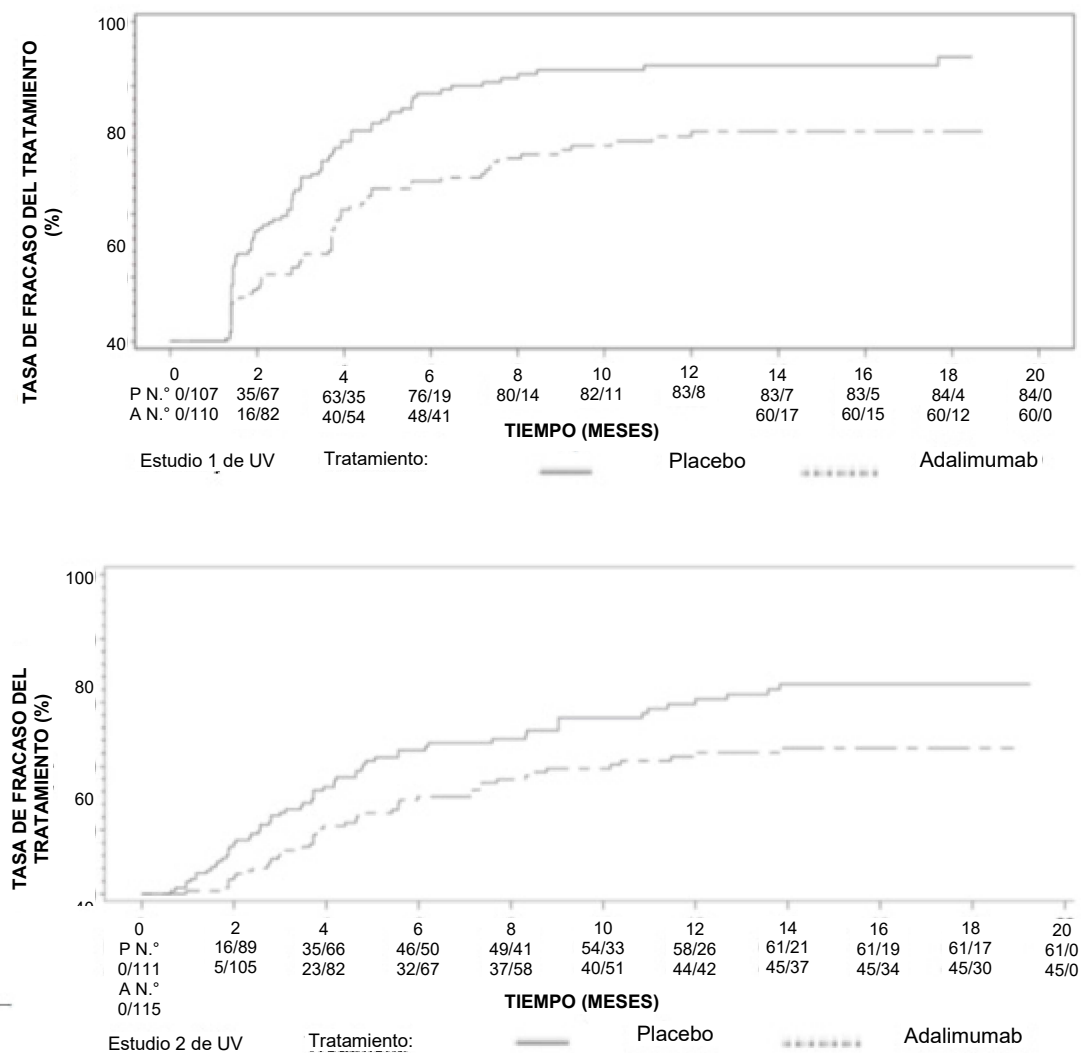 100
80
60
40
TASA DE FRACASO DEL TRATAMIENTO
(%)
0 2 4 6 8 10 12 14 16 18 20
P N.° 0/107 35/67 63/35 76/19 80/14 82/11 83/8 83/7 83/5 84/4 84/0
A N.° 0/110 16/82 40/54 48/41 60/17 60/15 60/12 60/0
TIEMPO (MESES)
Estudio 1 de UV Tratamiento: Placebo Adalimumab
100
80
60
TASA DE FRACASO DEL
TRATAMIENTO (%)
0 2 4 6 8 10 12 14 16 18 20
P N.° 16/89 35/66 46/50 49/41 54/33 58/26 61/21 61/19 61/17 61/0
0/111 5/105 23/82 32/67 37/58 40/51 44/42 45/37 45/34 45/30 45/0
A N.°
0/115
TIEMPO (MESES)
Estudio 2 de UV Tratamiento: Placebo Adalimumab